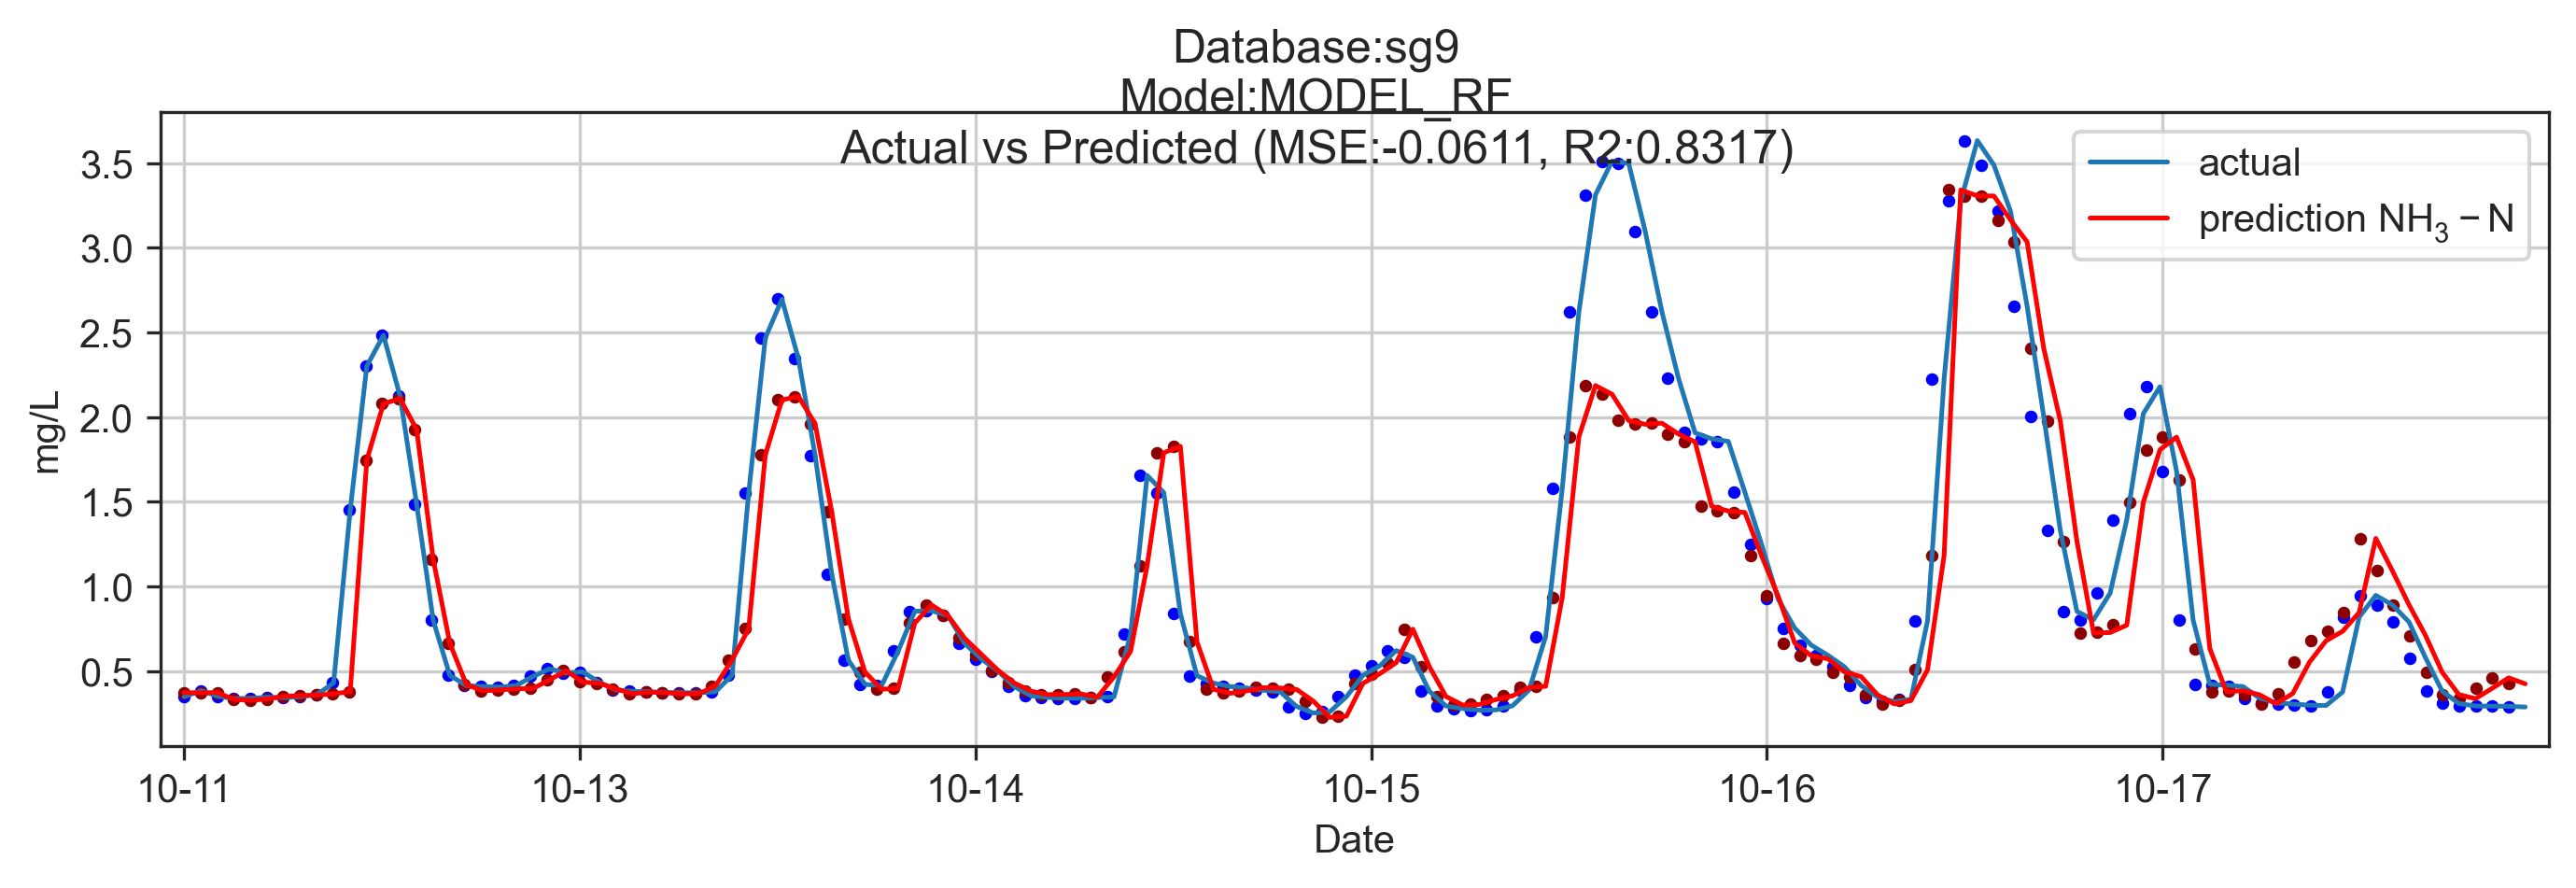 Database:sg9
Model:MODEL_RF
Actual vs Predicted (MSE:-0.0611, R2:0.8317)
actual
prediction NH₃ − N
3.5
3.0
2.5
2.0
1.5
1.0
0.5
mg/L
10-11 10-13 10-14 10-15 10-16 10-17
Date